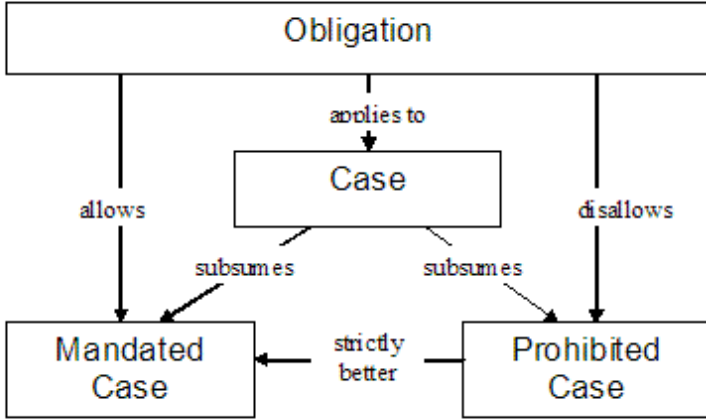 Obligation
applies to
Case
allows
disallows
subsumes
subsumes
Mandated
Case
strictly
better
Prohibited
Case